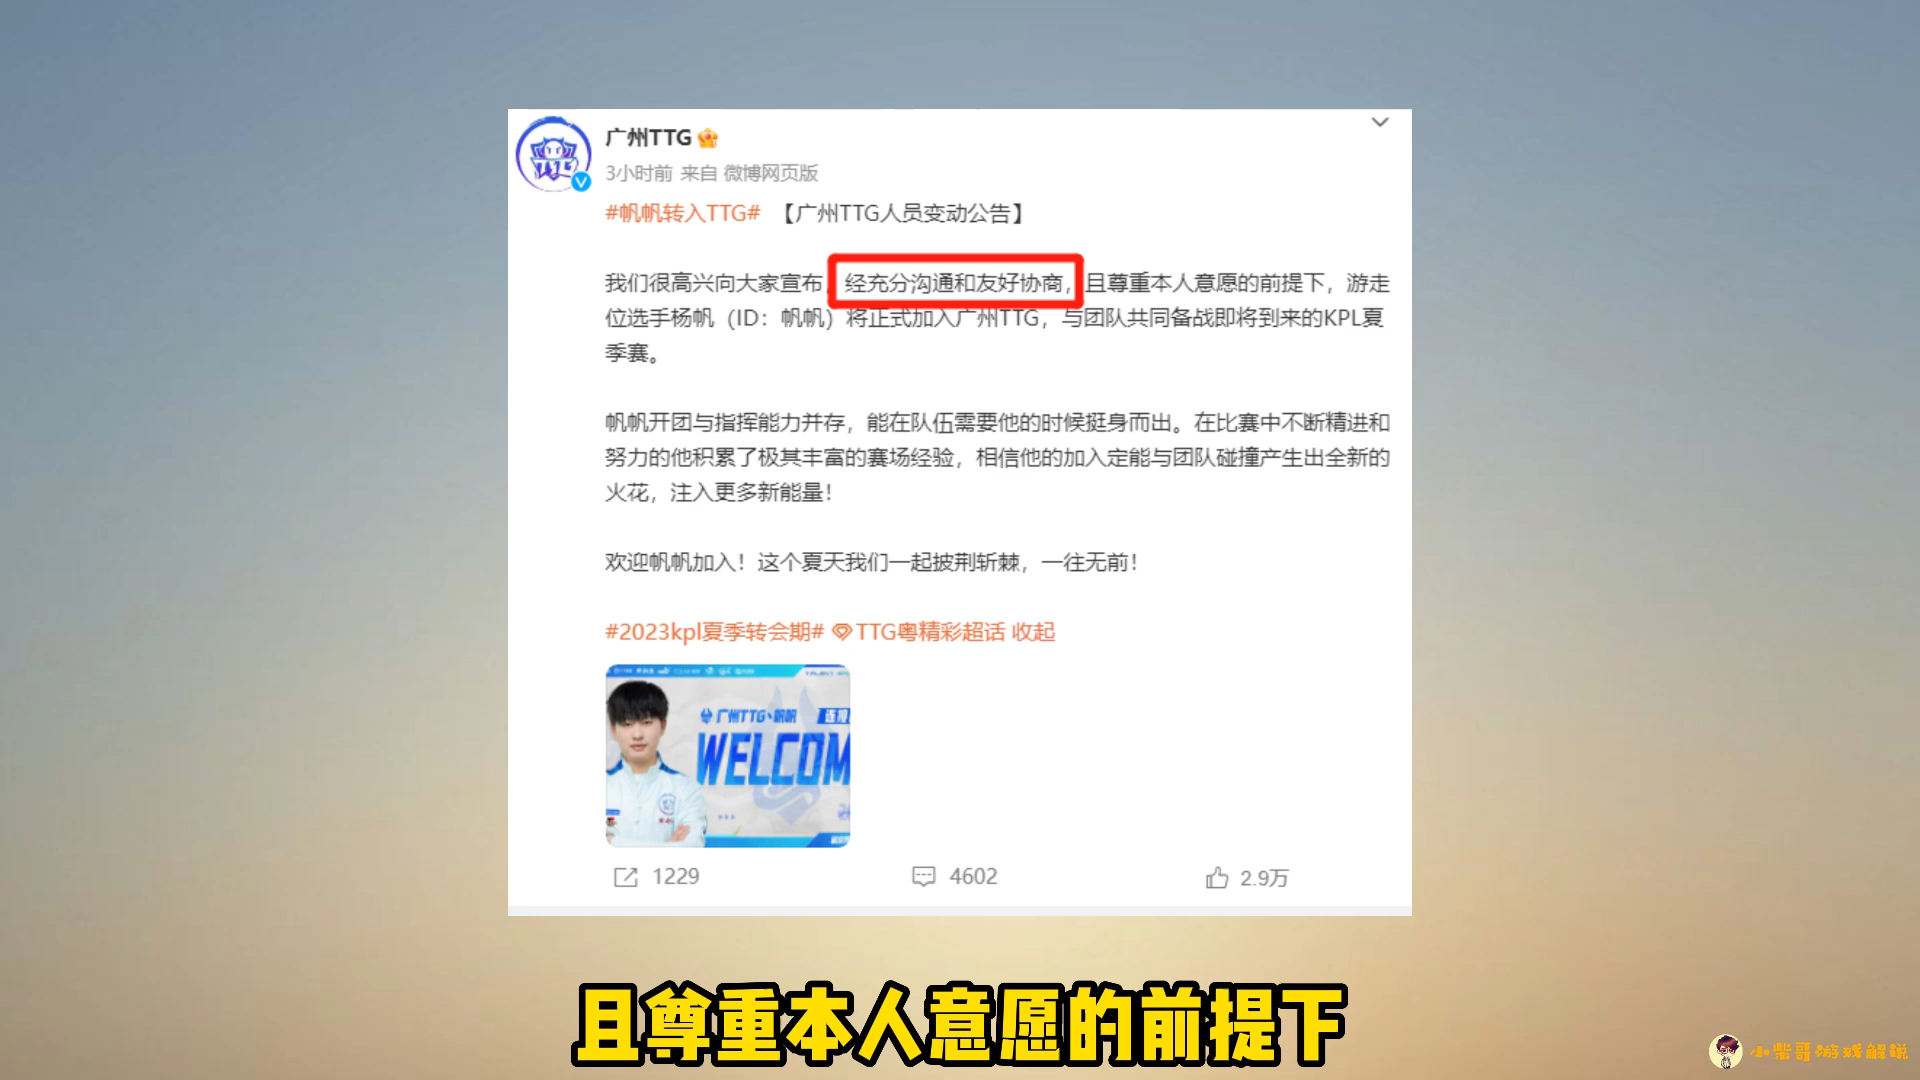 广州TTG
3小时前 来自 微博网页版
#帆帆转入TTG# 【广州TTG人员变动公告】
我们很高兴向大家宣布，经充分沟通和友好协商，且尊重本人意愿的前提下，游走
位选手杨帆（ID：帆帆）将正式加入广州TTG，与团队共同备战即将到来的KPL夏
季赛。
帆帆开团与指挥能力并存，能在队伍需要他的时候挺身而出。在比赛中不断精进和
努力的他积累了极其丰富的赛场经验，相信他的加入定能与团队碰撞产生出全新的
火花，注入更多新能量！
欢迎帆帆加入！这个夏天我们一起披荆斩棘，一往无前！
#2023kpl夏季转会期# TTG粤精彩超话 收起
广州TTG·帆帆
WELCOM
1229 4602 2.9万
且尊重本人意愿的前提下
小柴哥游戏解说